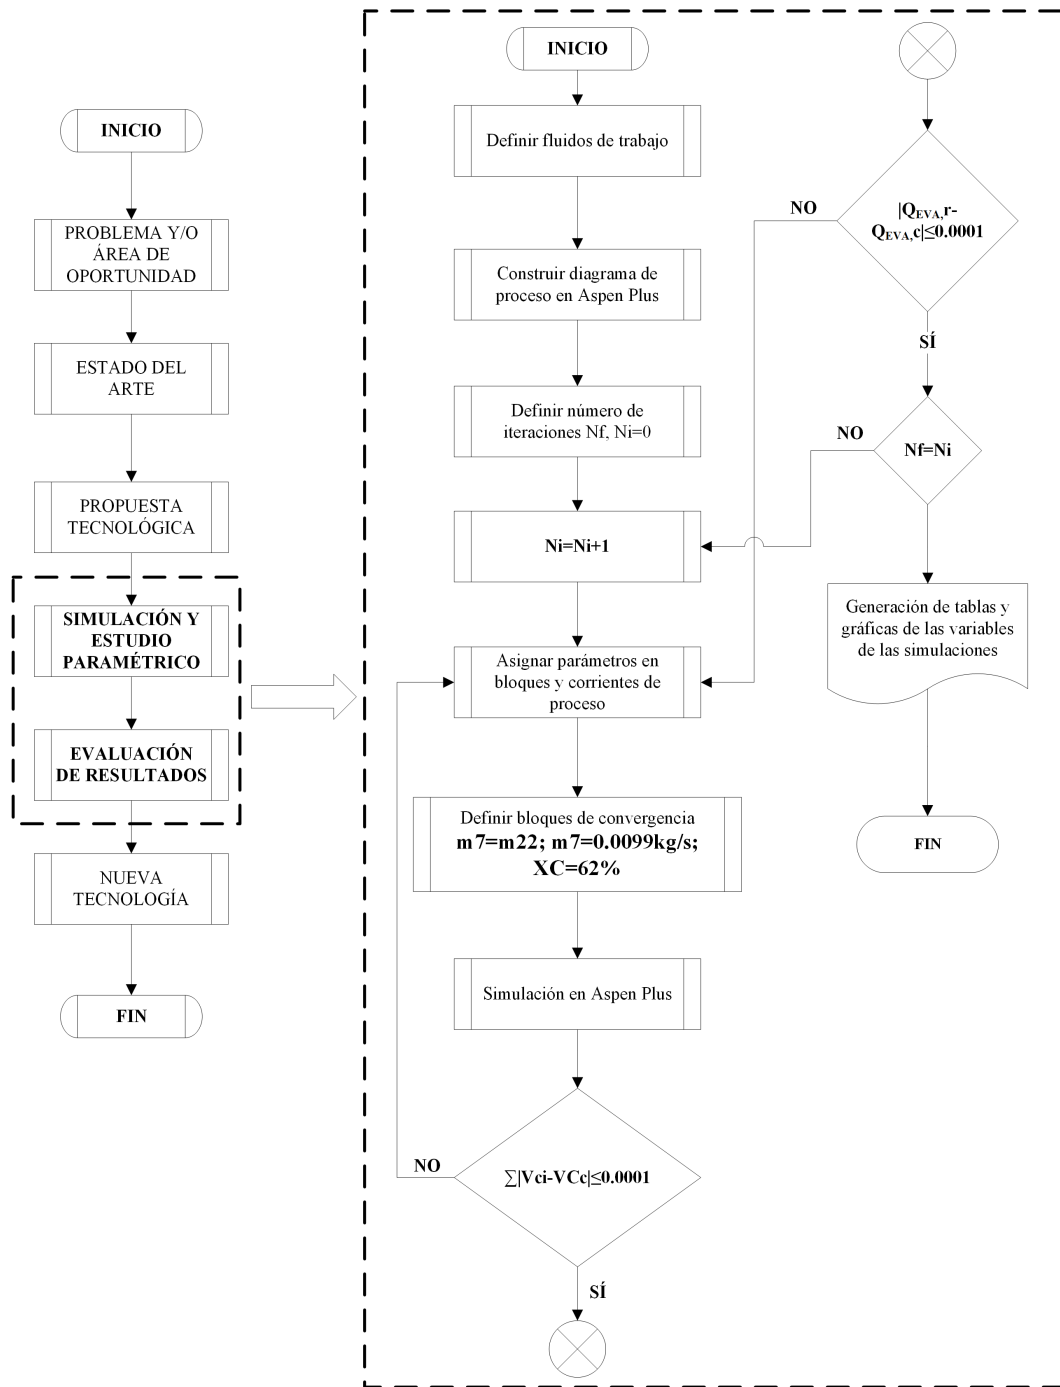 INICIO
PROBLEMA Y/O
ÁREA DE
OPORTUNIDAD
ESTADO DEL
ARTE
PROPUESTA
TECNOLÓGICA
SIMULACIÓN Y
ESTUDIO
PARAMÉTRICO
EVALUACIÓN
DE RESULTADOS
NUEVA
TECNOLOGÍA
FIN
INICIO
Definir fluidos de trabajo
Construir diagrama de
proceso en Aspen Plus
Definir número de
iteraciones Nf, Ni=0
Ni=Ni+1
Asignar parámetros en
bloques y corrientes de
proceso
Definir bloques de convergencia
m7=m22; m7=0.0099kg/s;
XC=62%
Simulación en Aspen Plus
NO
∑|Vci-VCc|≤0.0001
SÍ
NO
|QEVA,r-
QEVA,c|≤0.0001
SÍ
NO
Nf=Ni
Generación de tablas y
gráficas de las variables
de las simulaciones
FIN